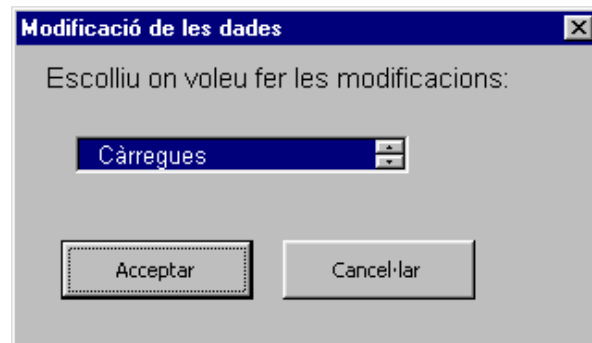 Modificació de les dades
Escolliu on voleu fer les modificacions:
Càrregues
Acceptar
Cancel·lar